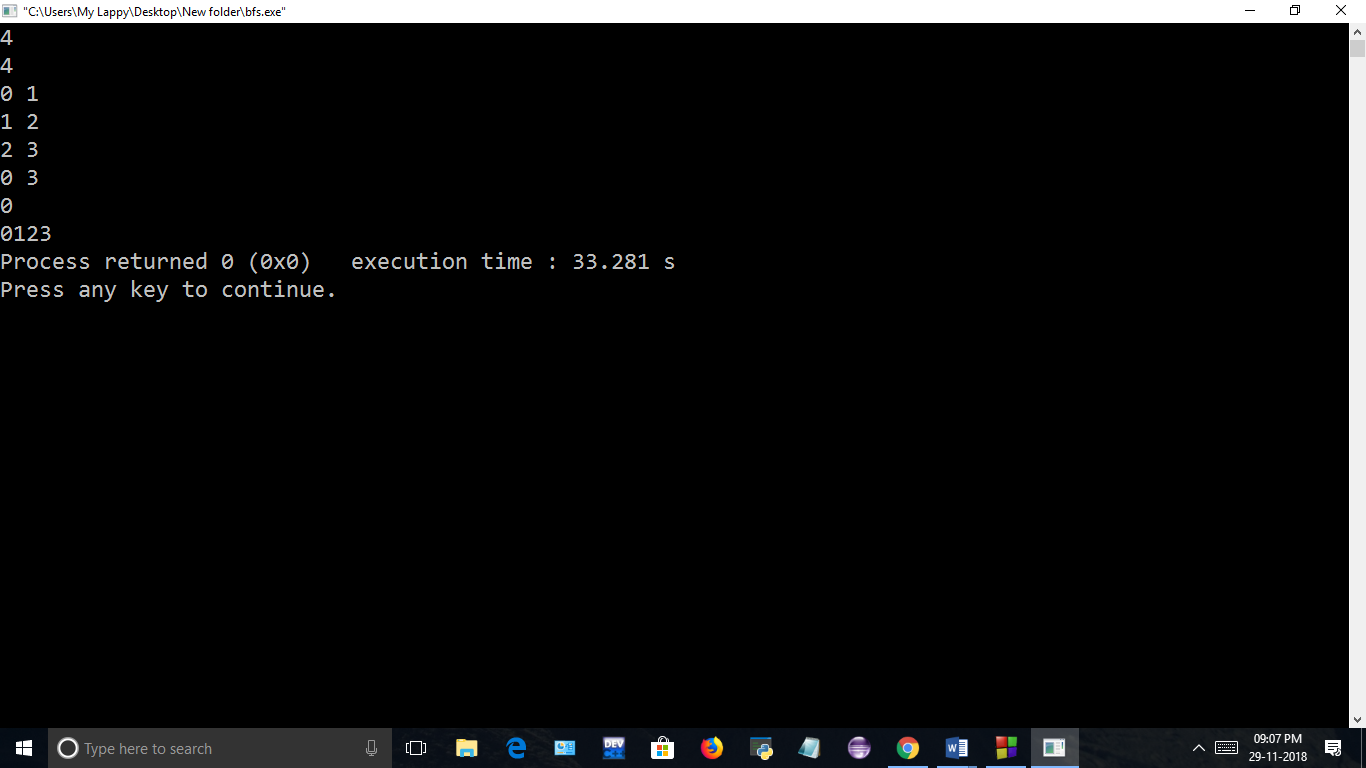 "C:\Users\My Lappy\Desktop\New folder\bfs.exe"
4
4
0 1
1 2
2 3
0 3
0
0123
Process returned 0 (0x0)   execution time : 33.281 s
Press any key to continue.
Type here to search
DEV
09:07 PM
29-11-2018